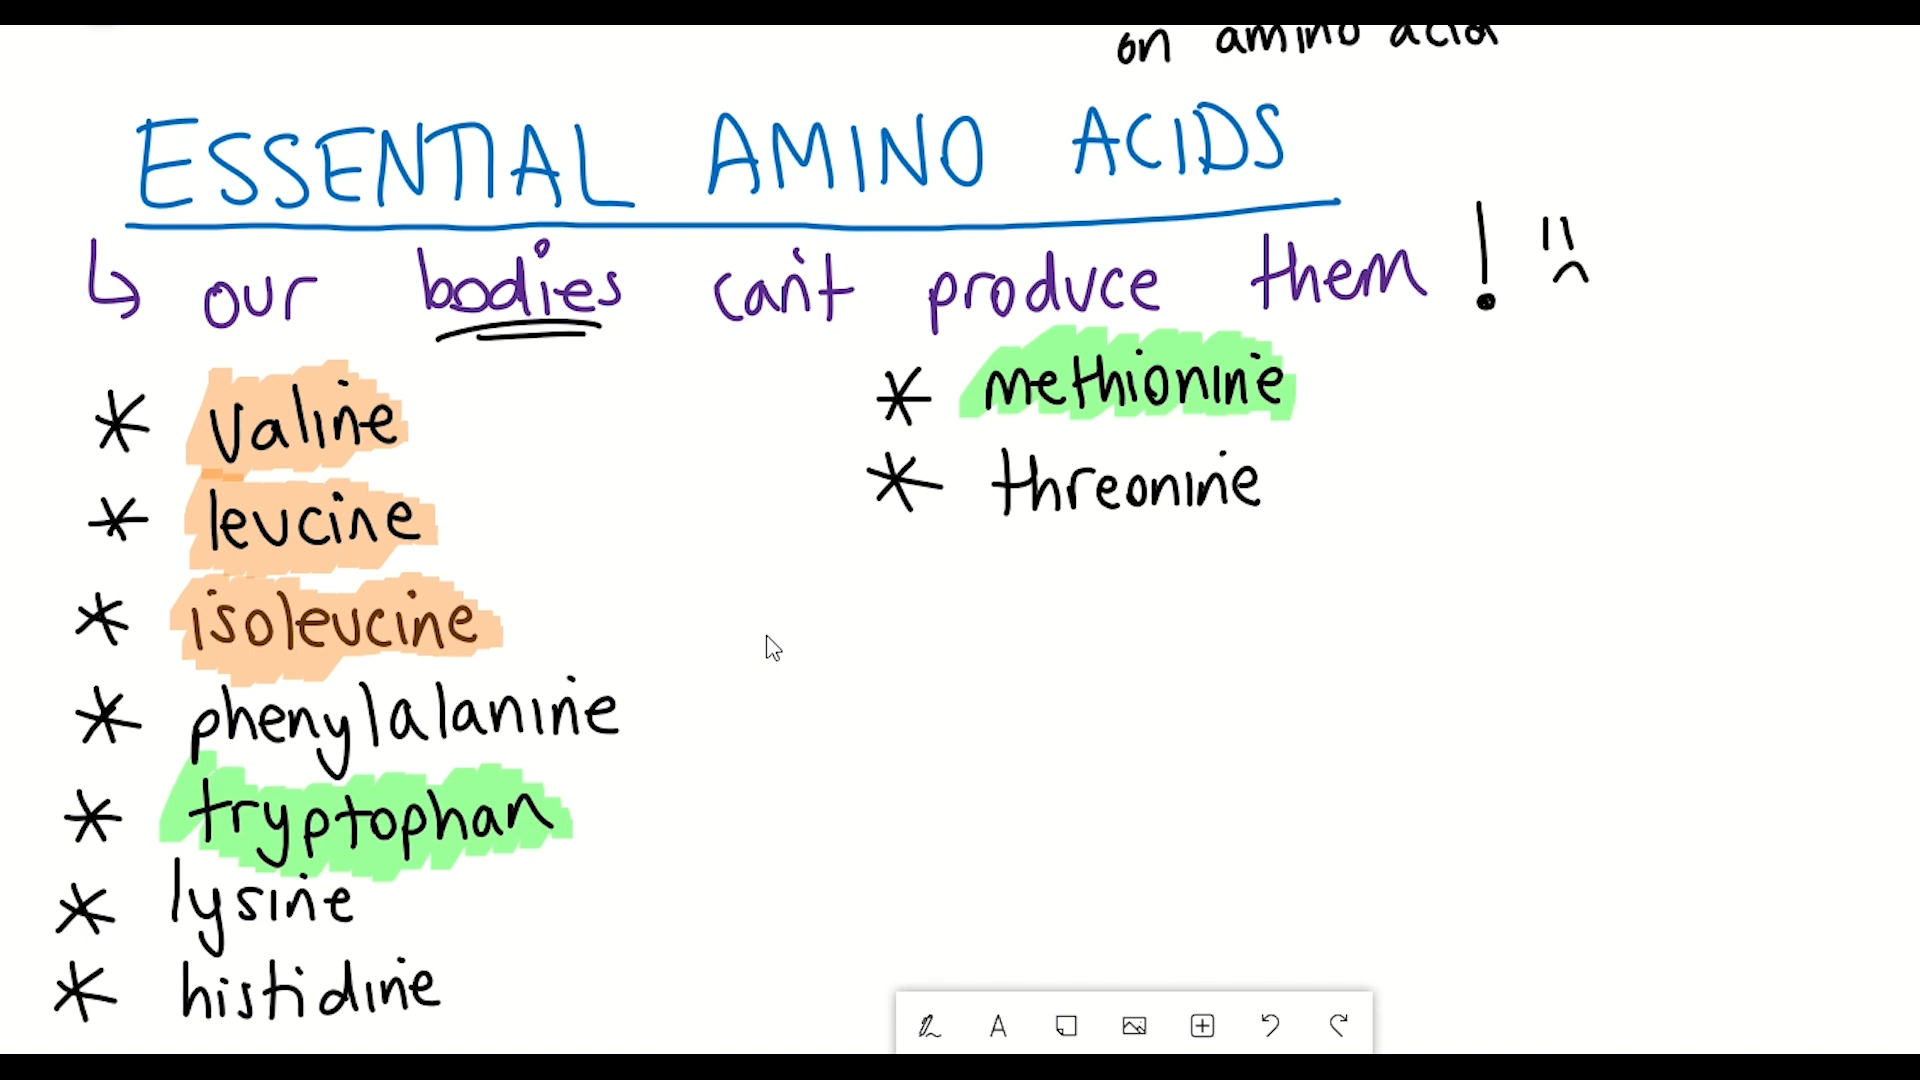 on amino acid
ESSENTIAL AMINO ACIDS
↳ our bodies can't produce them !
* valine
* leucine
* isoleucine
* phenylalanine
* tryptophan
* lysine
* histidine
* methionine
* threonine
A